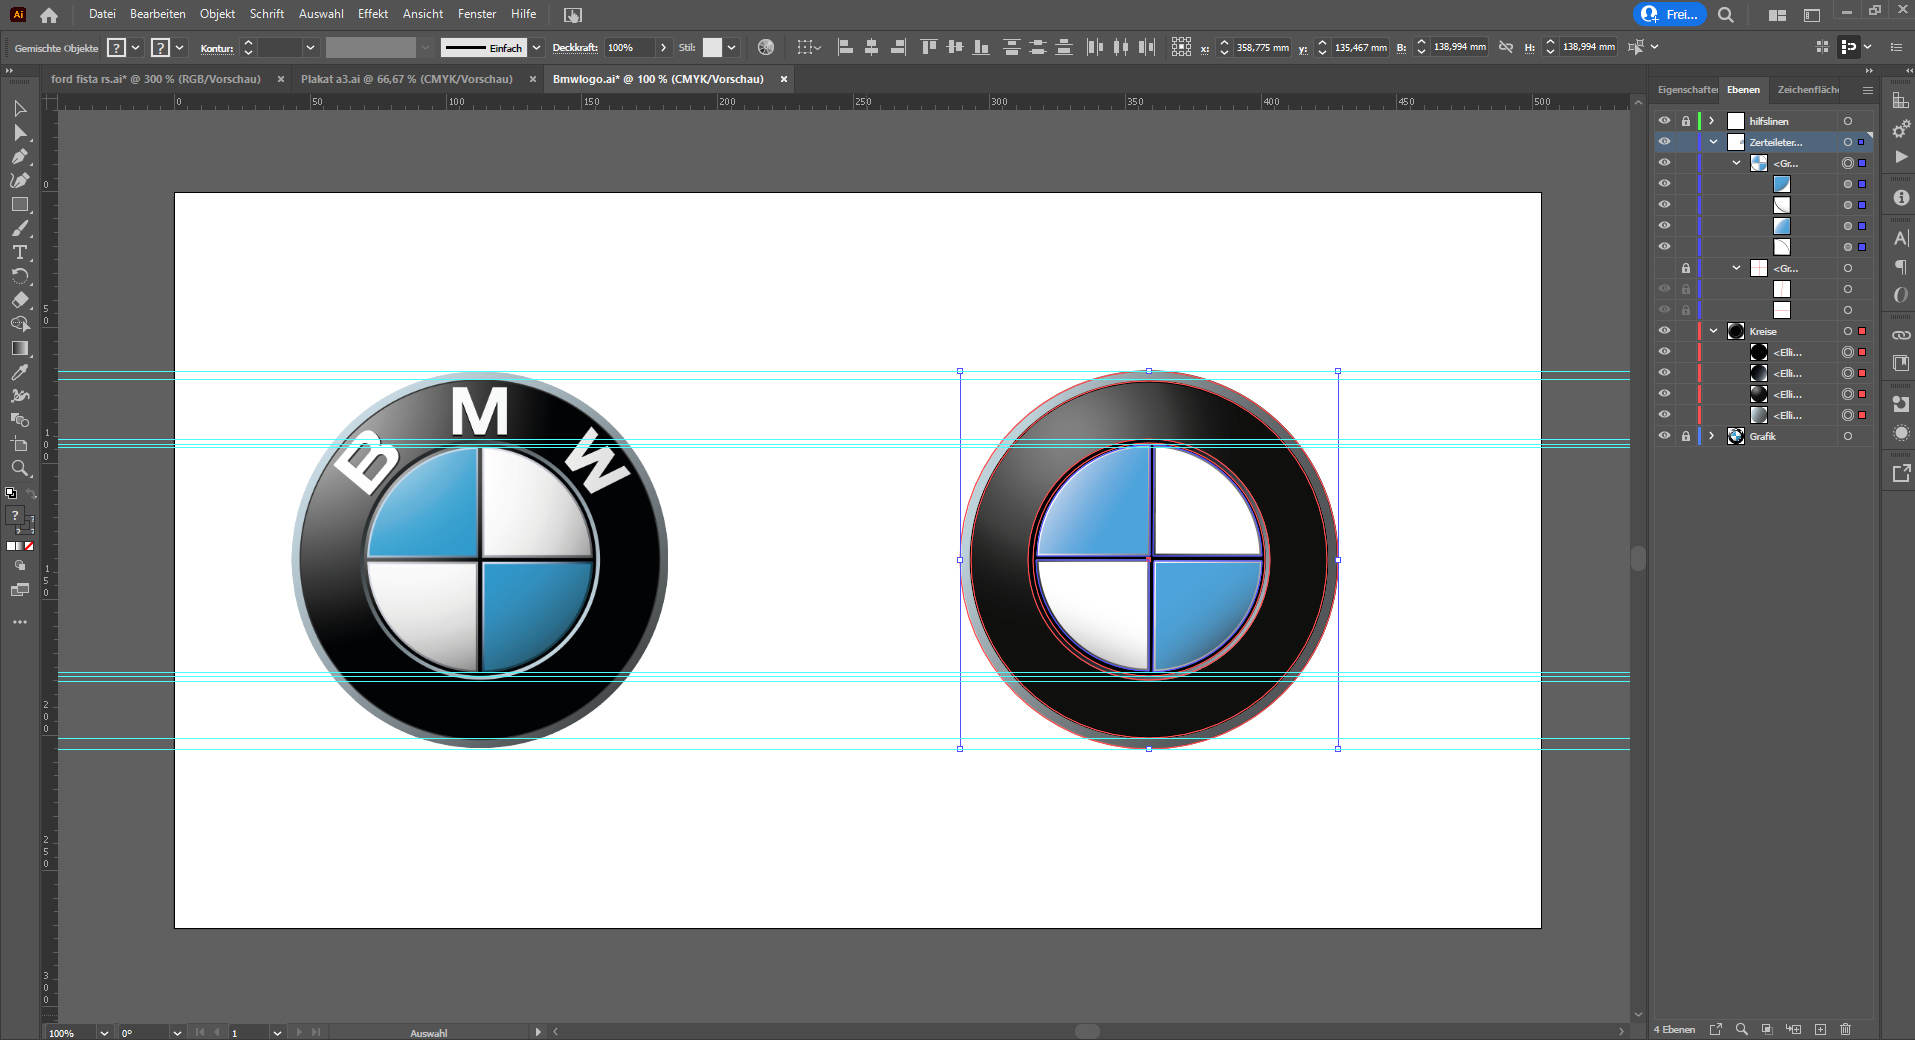 Ai Datei Bearbeiten Objekt Schrift Auswahl Effekt Ansicht Fenster Hilfe Frei...
Gemischte Objekte ? ? Kontur: Einfach Deckkraft: 100% Stil: x: 358,775 mm y: 135,467 mm B: 138,994 mm H: 138,994 mm
ford fista rs.ai* @ 300 % (RGB/Vorschau) × Plakat a3.ai @ 66,67 % (CMYK/Vorschau) × Bmwlogo.ai* @ 100 % (CMYK/Vorschau) ×
Eigenschaften Ebenen Zeichenfläche
0 50 100 150 200 250 300 350 400 450 500
hilfslinen
Zerteileter...
<Gr...
<Gr...
Kreise
<Elli...
<Elli...
<Elli...
<Elli...
Grafik
0
50
100
150
200
250
300
B M W
?
100% 0° 1 Auswahl
4 Ebenen